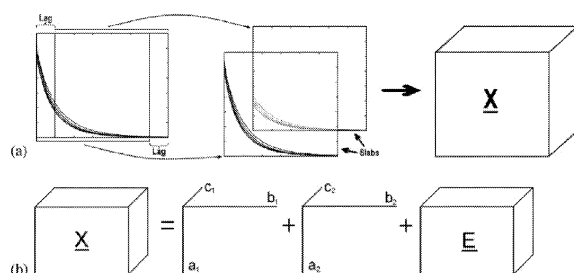 Lag
Lag
Slabs
X
(a)
c1
b1
c2
b2
X
=
+
+
E
a1
a2
(b)